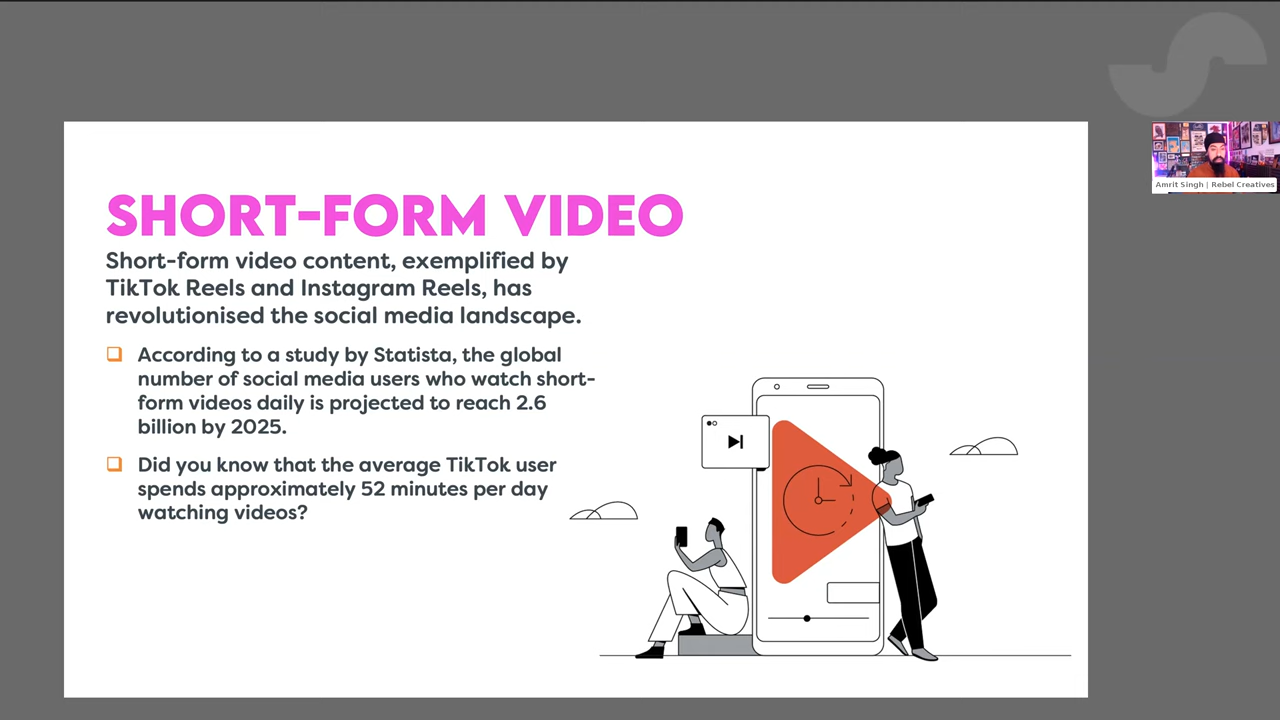 Amrit Singh | Rebel Creatives
SHORT-FORM VIDEO
Short-form video content, exemplified by
TikTok Reels and Instagram Reels, has
revolutionised the social media landscape.
According to a study by Statista, the global
number of social media users who watch short-
form videos daily is projected to reach 2.6
billion by 2025.
Did you know that the average TikTok user
spends approximately 52 minutes per day
watching videos?